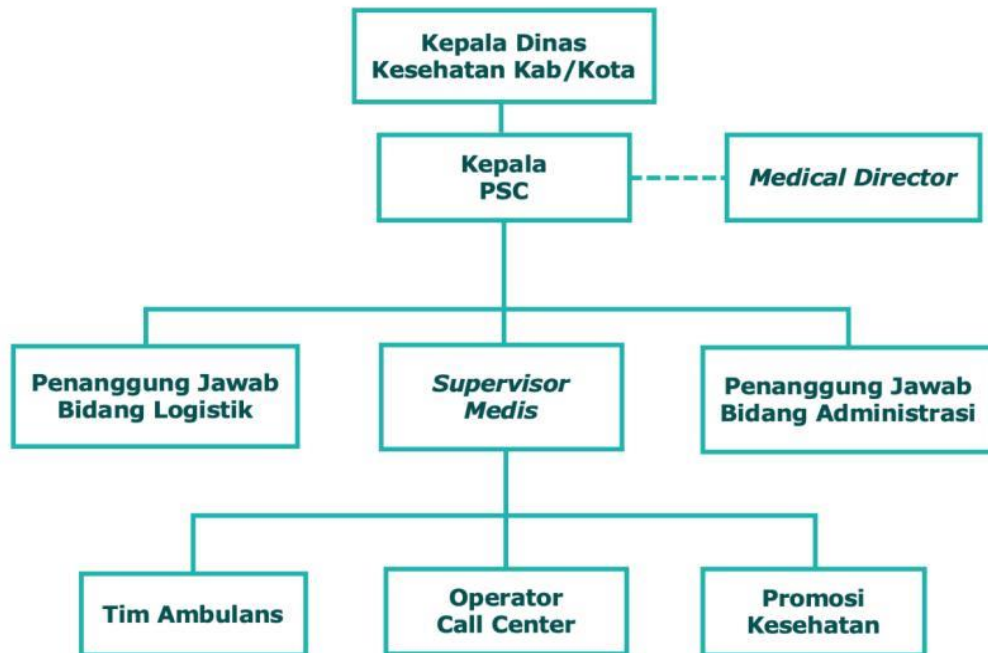 Kepala Dinas
Kesehatan Kab/Kota
Kepala
PSC
Medical Director
Penanggung Jawab
Bidang Logistik
Supervisor
Medis
Penanggung Jawab
Bidang Administrasi
Tim Ambulans
Operator
Call Center
Promosi
Kesehatan